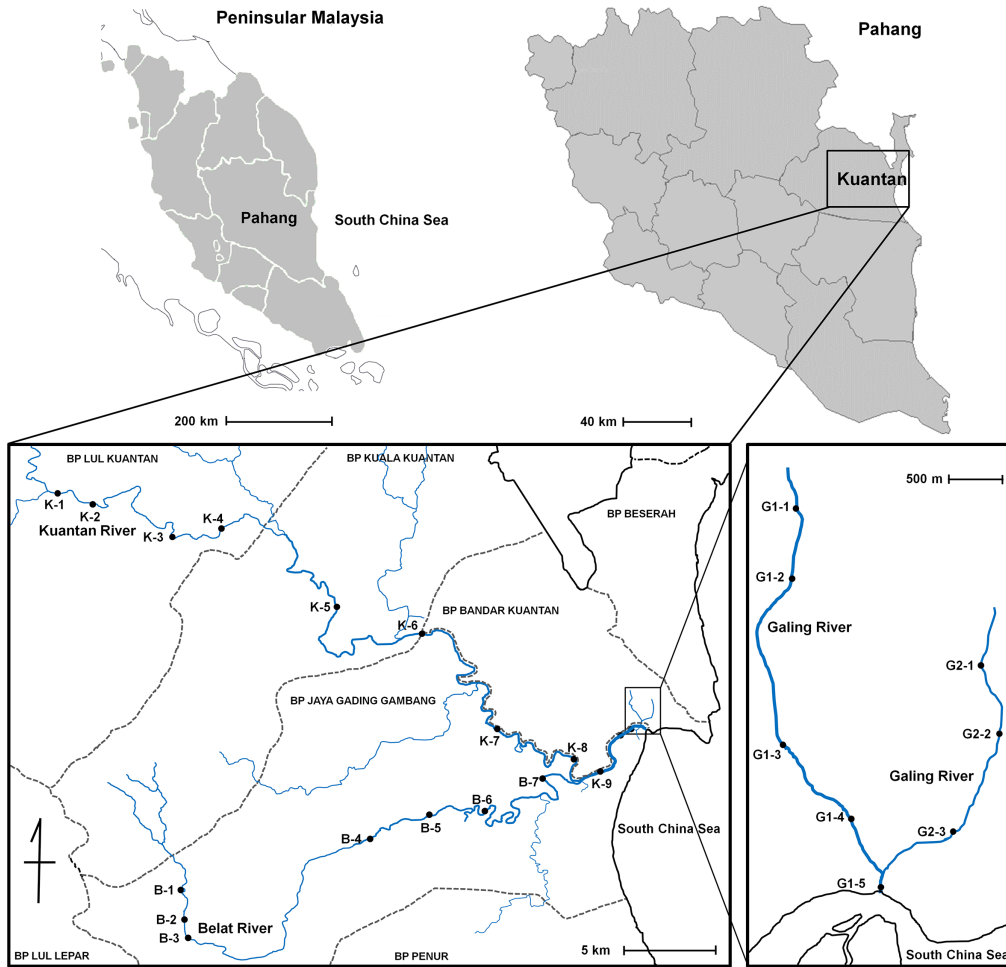 Peninsular Malaysia
Pahang
South China Sea
200 km
Pahang
Kuantan
40 km
BP LUL KUANTAN
BP KUALA KUANTAN
BP BESERAH
K-1
K-2
Kuantan River
K-3
K-4
K-5
K-6
BP BANDAR KUANTAN
BP JAYA GADING GAMBANG
K-7
K-8
K-9
B-7
B-6
B-5
B-4
South China Sea
B-1
B-2
B-3
Belat River
BP LUL LEPAR
BP PENUR
5 km
500 m
G1-1
G1-2
Galing River
G2-1
G2-2
G1-3
Galing River
G1-4
G2-3
G1-5
South China Sea